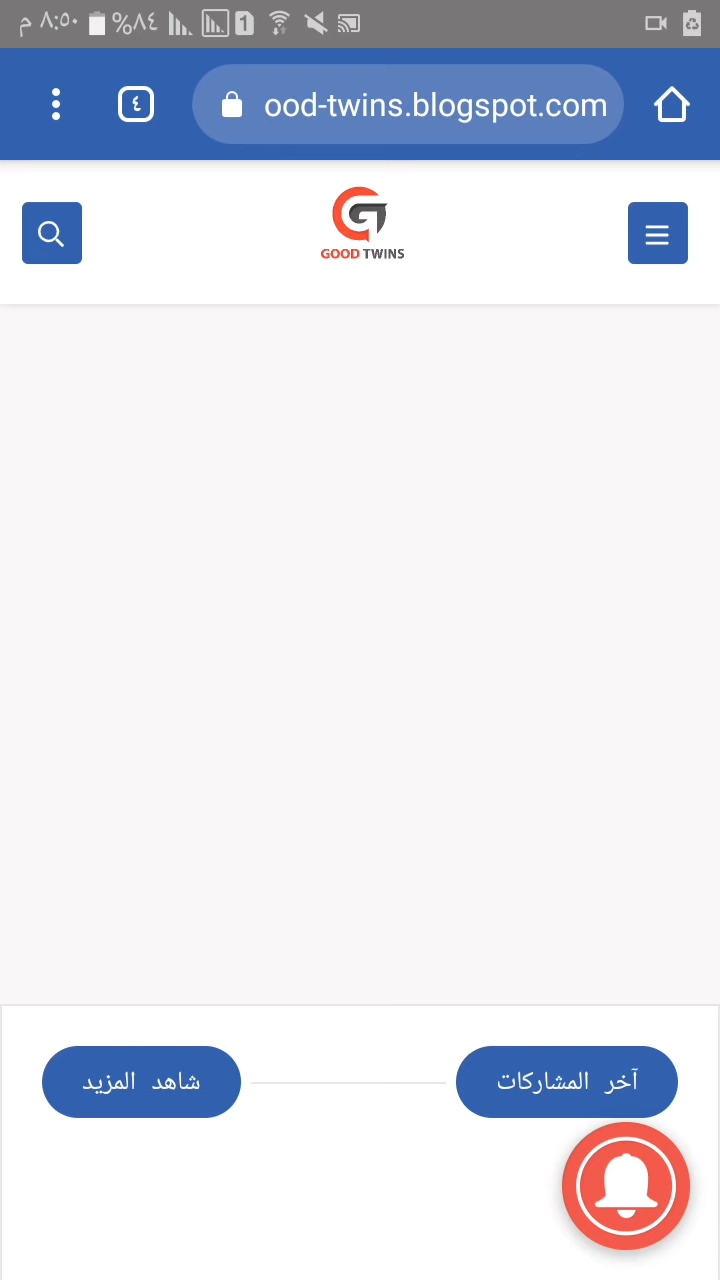 ٨:٥٠ م
%٨٤
1
٤
ood-twins.blogspot.com
GOOD TWINS
آخر المشاركات
شاهد المزيد